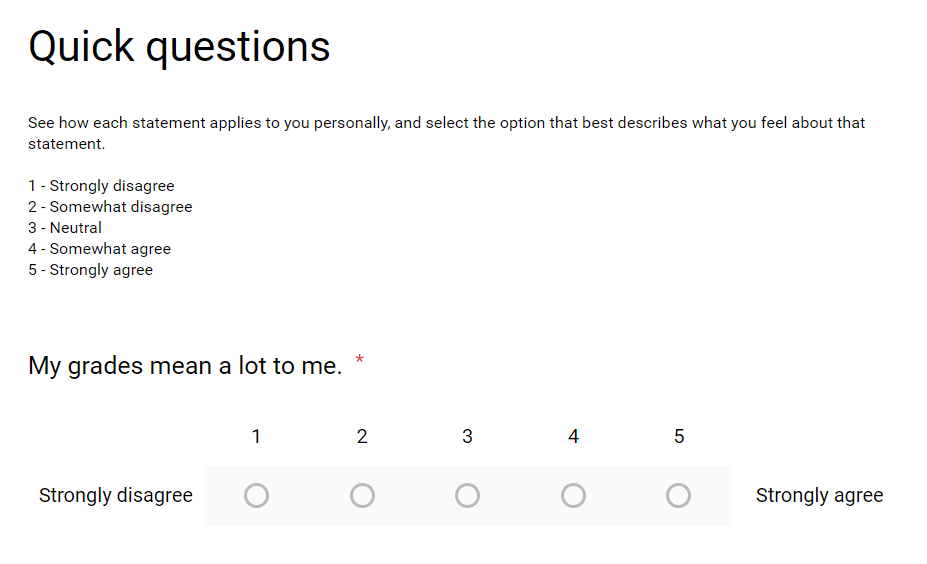 Quick questions
See how each statement applies to you personally, and select the option that best describes what you feel about that
statement.
1 - Strongly disagree
2 - Somewhat disagree
3 - Neutral
4 - Somewhat agree
5 - Strongly agree
My grades mean a lot to me. *
1 2 3 4 5
Strongly disagree Strongly agree